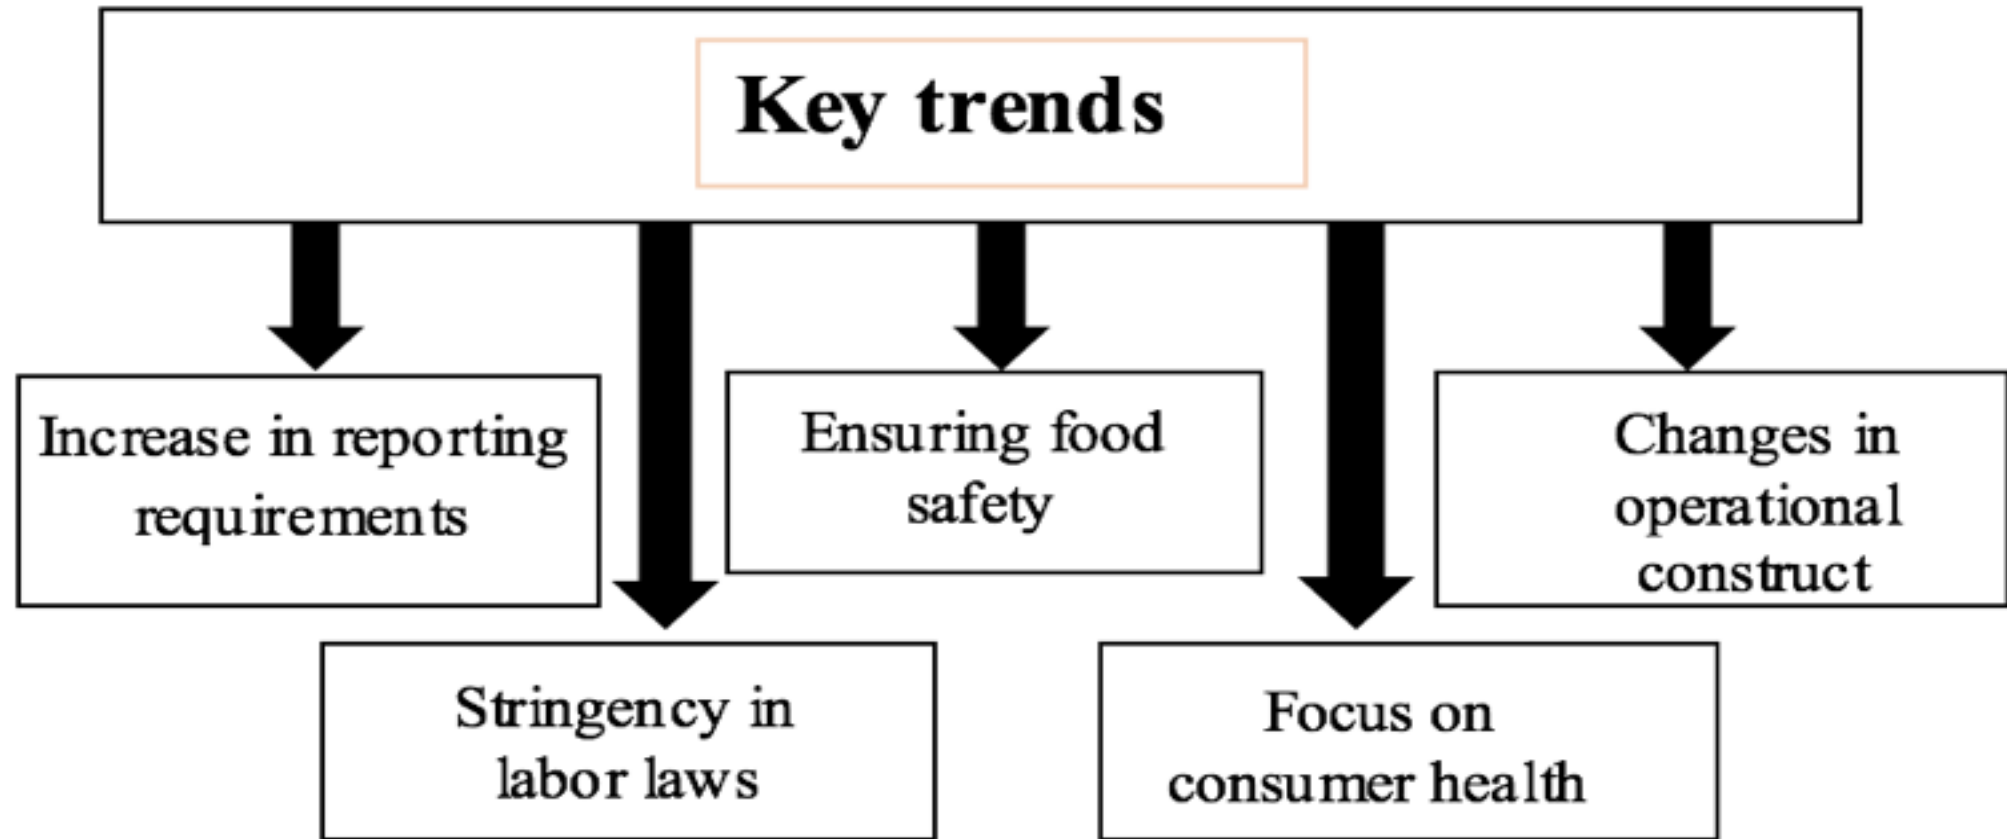 Key trends
Increase in reporting
requirements
Ensuring food
safety
Changes in
operational
construct
Stringency in
labor laws
Focus on
consumer health